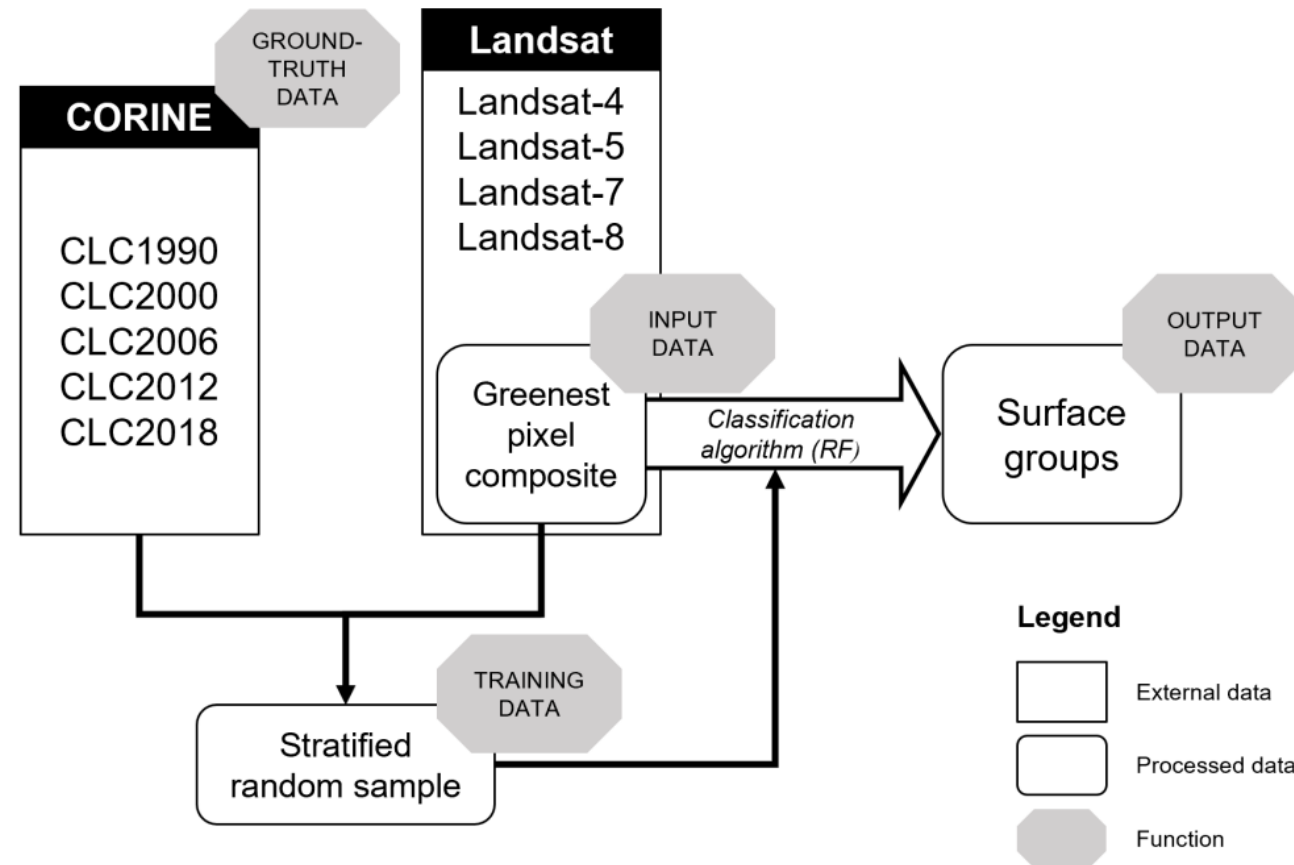 GROUND-
TRUTH
DATA
CORINE
CLC1990
CLC2000
CLC2006
CLC2012
CLC2018
Landsat
Landsat-4
Landsat-5
Landsat-7
Landsat-8
INPUT
DATA
Greenest
pixel
composite
Classification
algorithm (RF)
OUTPUT
DATA
Surface
groups
TRAINING
DATA
Stratified
random sample
Legend
External data
Processed data
Function